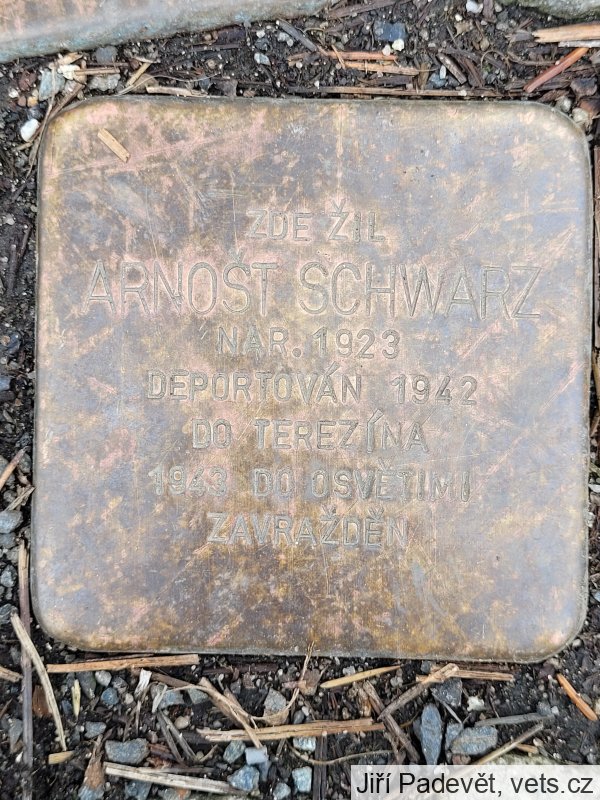 ZDE ŽIL
ARNOŠT SCHWARZ
NAR. 1923
DEPORTOVÁN 1942
DO TEREZÍNA
1943 DO OSVĚTIMI
ZAVRAŽDĚN
Jiří Padevět, vets.cz